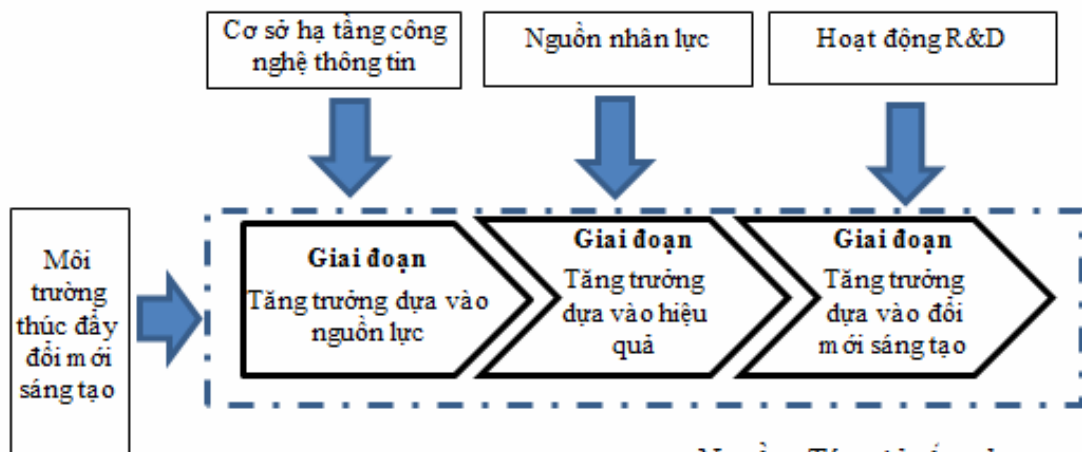 Cơ sở hạ tầng công
nghệ thông tin
Nguồn nhân lực
Hoạt động R&D
Môi
trường
thúc đẩy
đổi mới
sáng tạo
Giai đoạn
Tăng trưởng dựa vào
nguồn lực
Giai đoạn
Tăng trưởng
dựa vào hiệu
quả
Giai đoạn
Tăng trưởng
dựa vào đổi
mới sáng tạo